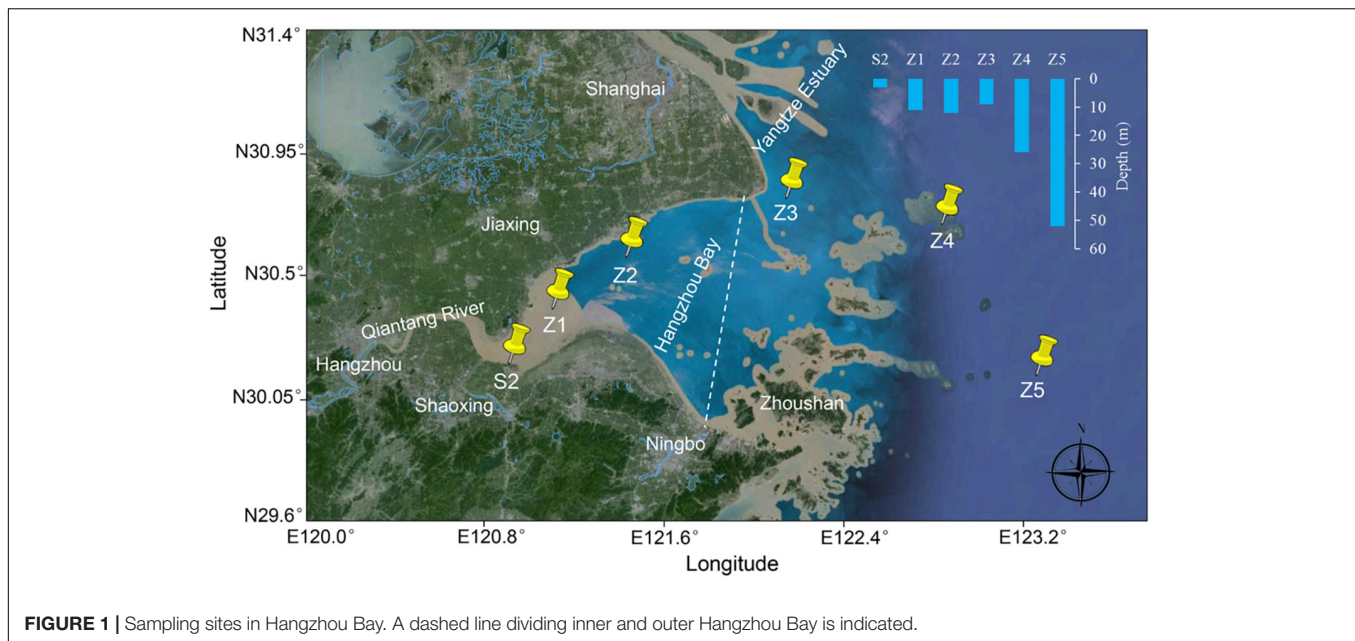 N31.4°
N30.95°
N30.5°
N30.05°
N29.6°
Latitude
E120.0°
E120.8°
E121.6°
E122.4°
E123.2°
Longitude
Shanghai
Yangtze Estuary
Jiaxing
Hangzhou Bay
Qiantang River
Hangzhou
Shaoxing
Ningbo
Zhoushan
S2
Z1
Z2
Z3
Z4
Z5
S2 Z1 Z2 Z3 Z4 Z5
0
10
20
30
40
50
60
Depth (m)
N
FIGURE 1 | Sampling sites in Hangzhou Bay. A dashed line dividing inner and outer Hangzhou Bay is indicated.